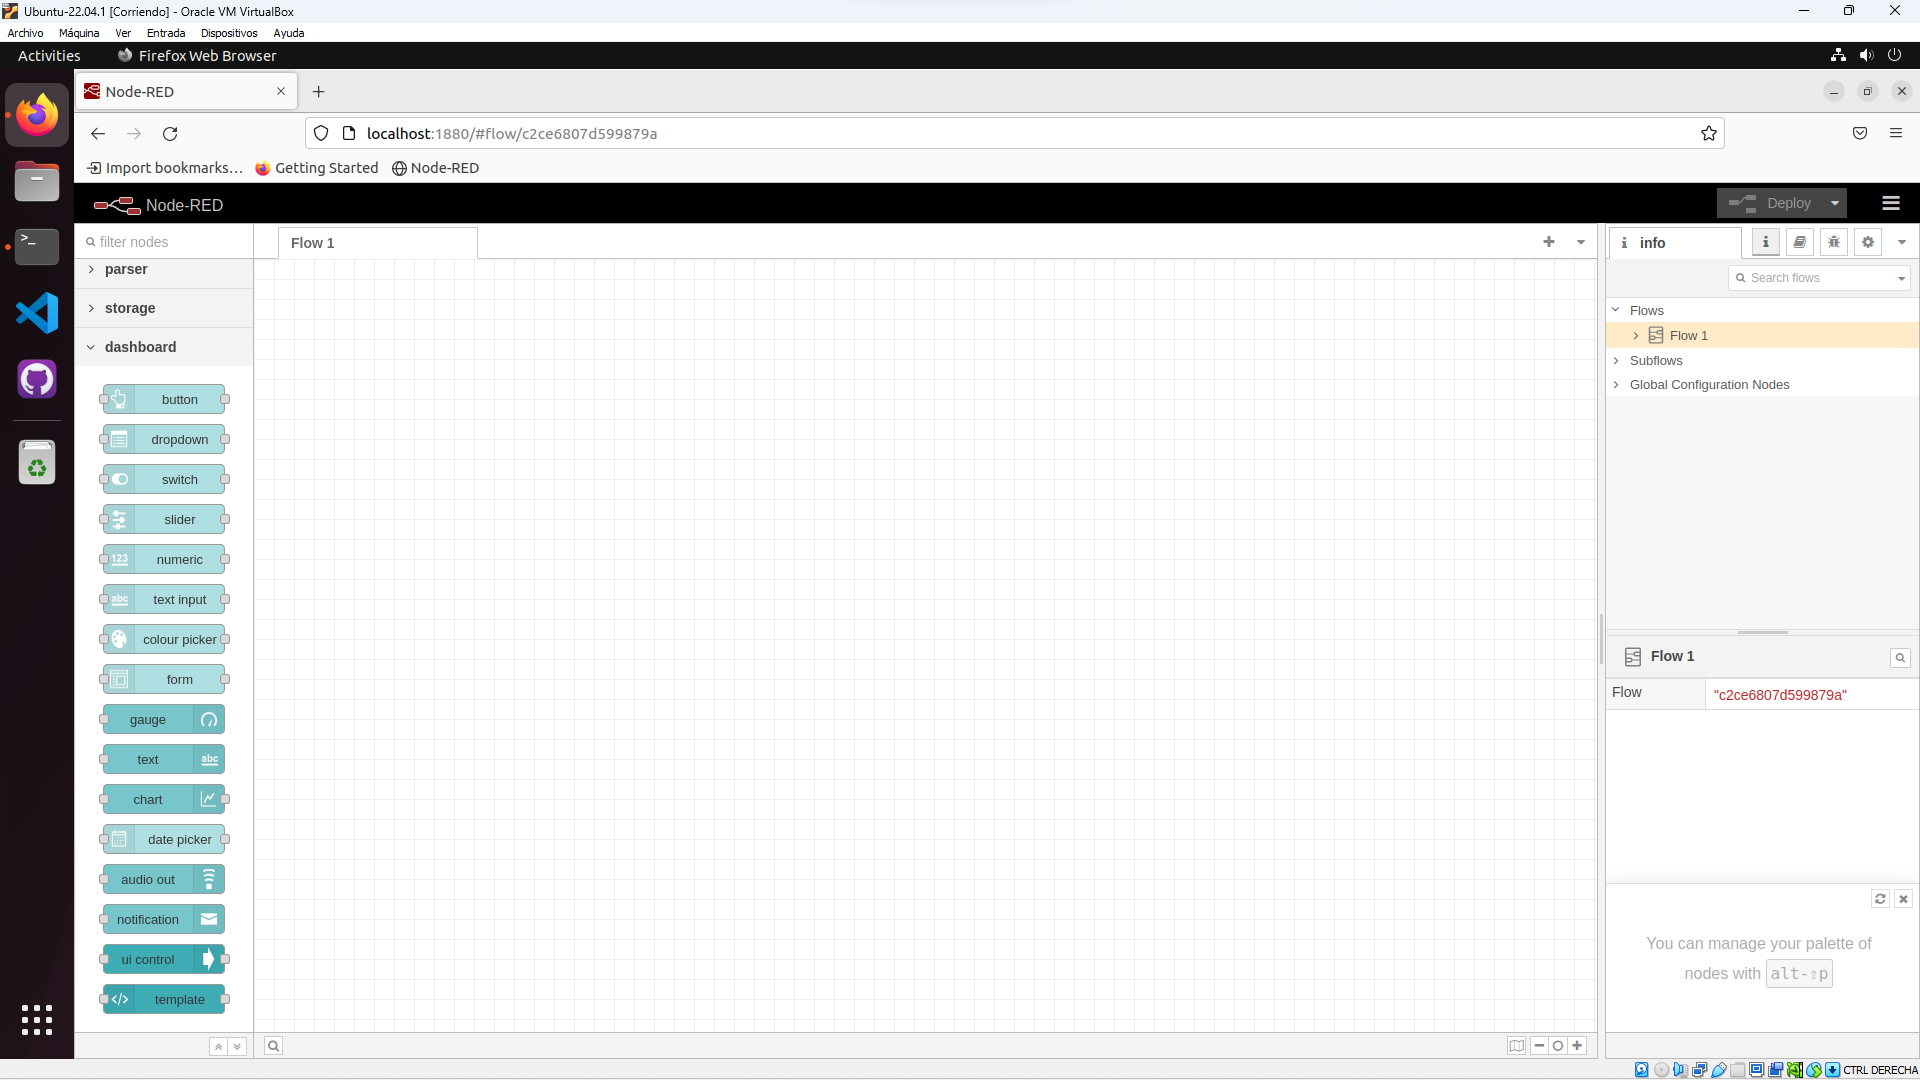 Ubuntu-22.04.1 [Corriendo] - Oracle VM VirtualBox
Archivo Máquina Ver Entrada Dispositivos Ayuda
Activities Firefox Web Browser
Node-RED
localhost:1880/#flow/c2ce6807d599879a
Import bookmarks... Getting Started Node-RED
Node-RED Deploy
filter nodes Flow 1 info
Search flows
parser
storage
dashboard
button
dropdown
switch
slider
123 numeric
abc text input
colour picker
form
gauge
text abc
chart
date picker
audio out
notification
ui control
</> template
Flows
Flow 1
Subflows
Global Configuration Nodes
Flow 1
Flow "c2ce6807d599879a"
You can manage your palette of
nodes with alt-⇧p
CTRL DERECHA